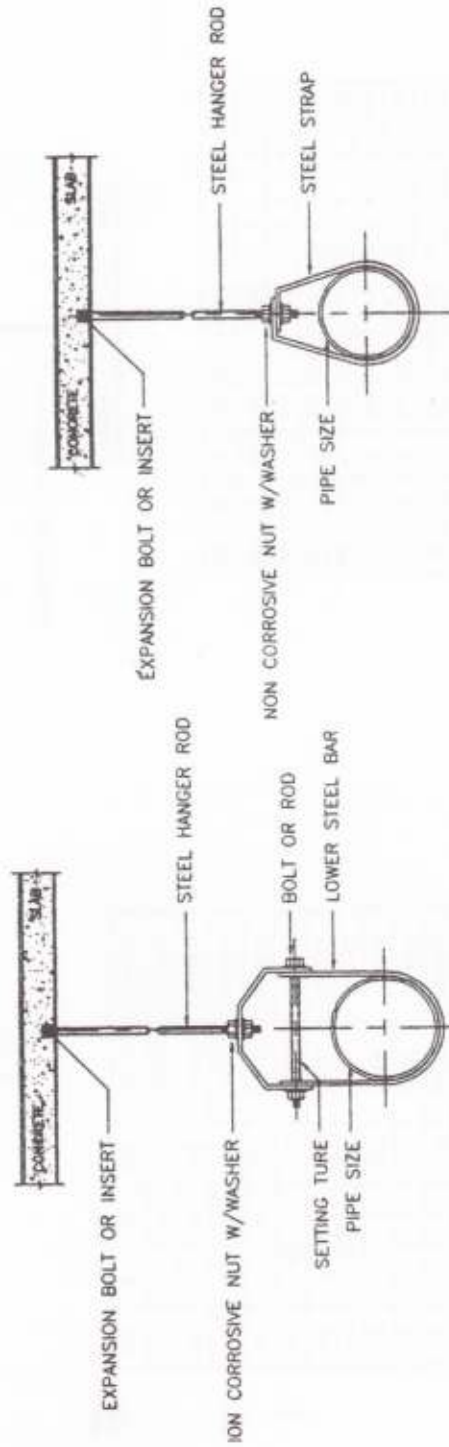 CONCRETE
SLAB
EXPANSION BOLT OR INSERT
STEEL HANGER ROD
ION CORROSIVE NUT W/WASHER
BOLT OR ROD
LOWER STEEL BAR
SETTING TURE
PIPE SIZE
CONCRETE
SLAB
EXPANSION BOLT OR INSERT
STEEL HANGER ROD
NON CORROSIVE NUT W/WASHER
STEEL STRAP
PIPE SIZE